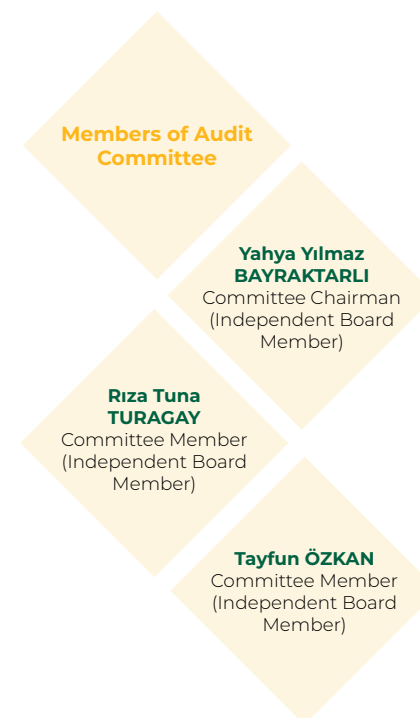 Members of Audit
Committee
Yahya Yılmaz
BAYRAKTARLI
Committee Chairman
(Independent Board
Member)
Rıza Tuna
TURAGAY
Committee Member
(Independent Board
Member)
Tayfun ÖZKAN
Committee Member
(Independent Board
Member)